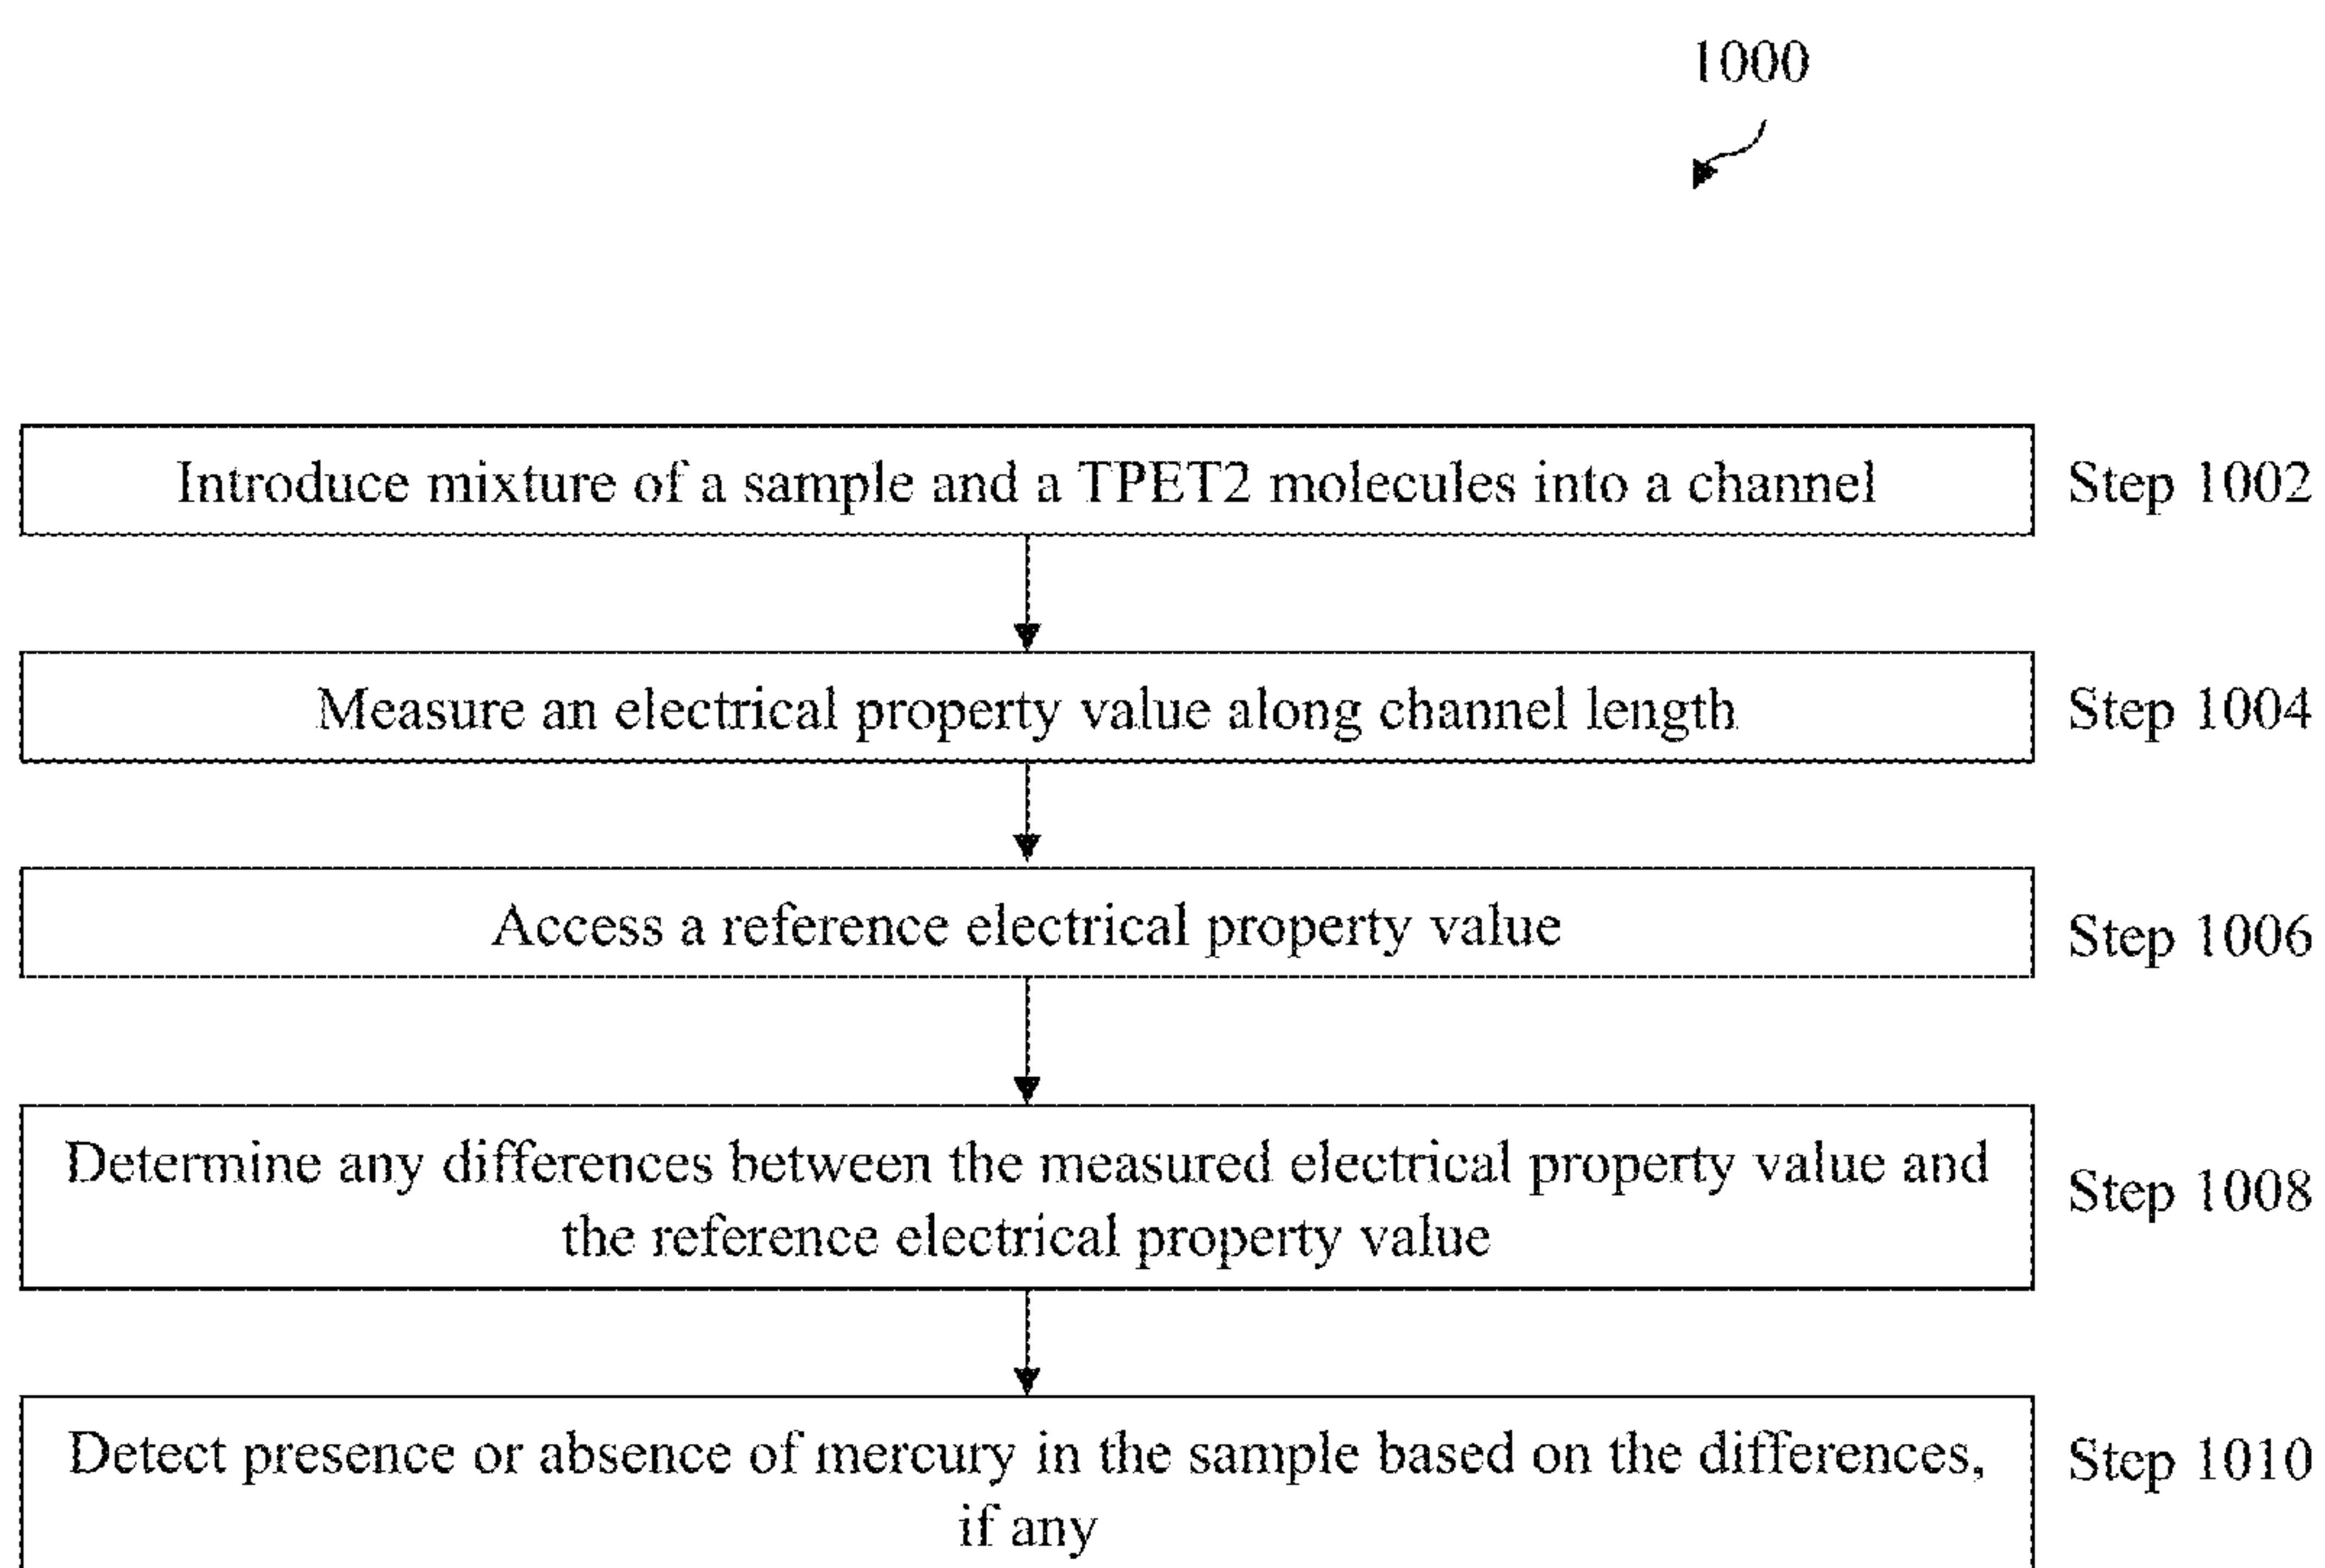 1000
Introduce mixture of a sample and a TPET2 molecules into a channel
Step 1002
Measure an electrical property value along channel length
Step 1004
Access a reference electrical property value
Step 1006
Determine any differences between the measured electrical property value and
the reference electrical property value
Step 1008
Detect presence or absence of mercury in the sample based on the differences,
if any
Step 1010